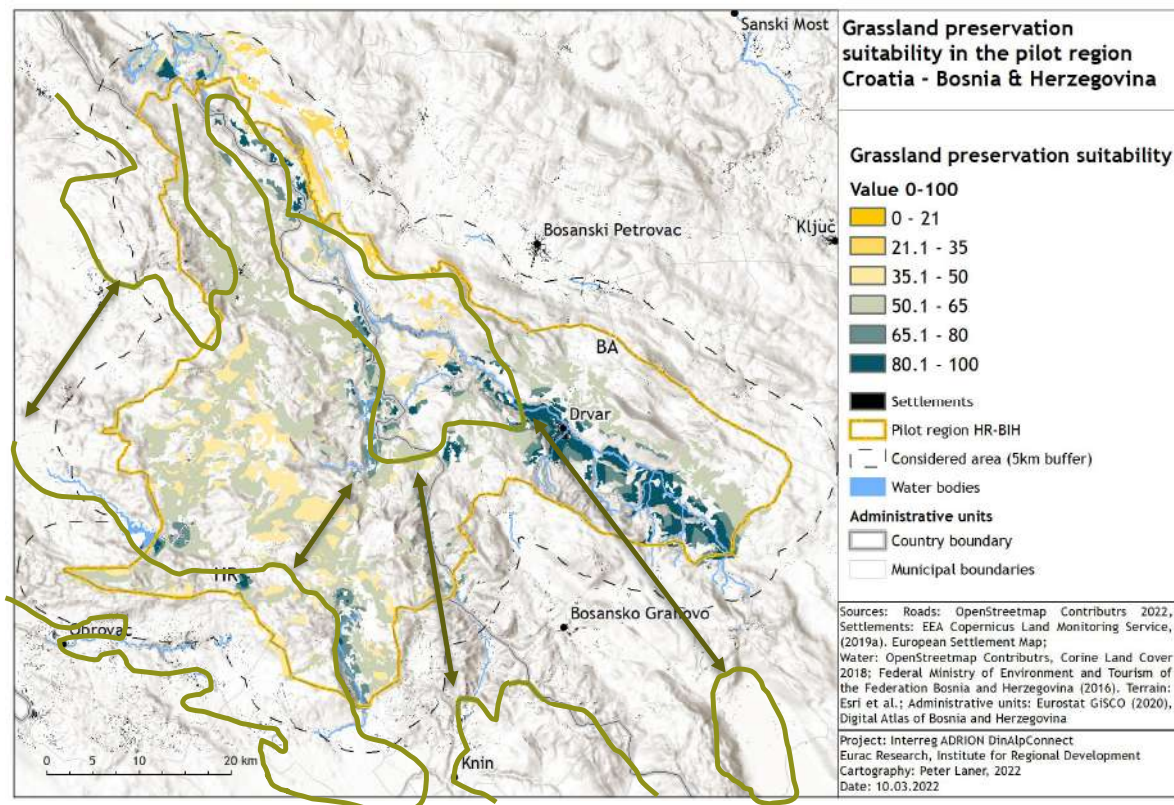 Grassland preservation
suitability in the pilot region
Croatia - Bosnia & Herzegovina
Grassland preservation suitability
Value 0-100
0 - 21
21.1 - 35
35.1 - 50
50.1 - 65
65.1 - 80
80.1 - 100
Settlements
Pilot region HR-BIH
Considered area (5km buffer)
Water bodies
Administrative units
Country boundary
Municipal boundaries
Sources: Roads: OpenStreetmap Contributrs 2022,
Settlements: EEA Copernicus Land Monitoring Service,
(2019a). European Settlement Map;
Water: OpenStreetmap Contributrs, Corine Land Cover
2018; Federal Ministry of Environment and Tourism of
the Federation Bosnia and Herzegovina (2016). Terrain:
Esri et al.; Administrative units: Eurostat GISCO (2020),
Digital Atlas of Bosnia and Herzegovina
Project: Interreg ADRION DinAlpConnect
Eurac Research, Institute for Regional Development
Cartography: Peter Laner, 2022
Date: 10.03.2022
Sanski Most
Ključ
Bosanski Petrovac
BA
Drvar
HR
Bosansko Grahovo
Obrovac
Knin
0 5 10 20 km